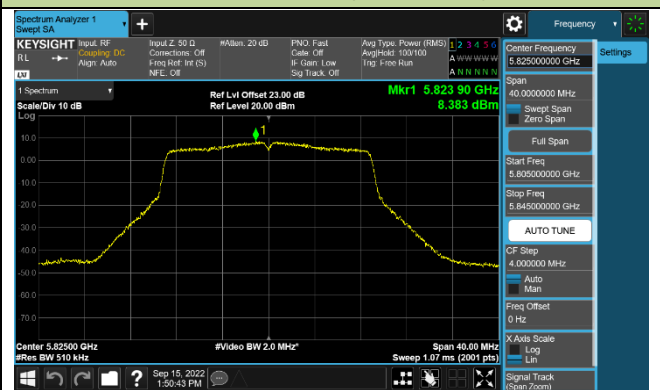 Spectrum Analyzer 1
Swept SA
Frequency
KEYSIGHT
RL
LXI
Input: RF
Coupling: DC
Align: Auto
Input Z: 50 Ω
Corrections: Off
Freq Ref: Int (S)
NFE: Off
#Atten: 20 dB
PNO: Fast
Gate: Off
IF Gain: Low
Sig Track: Off
Avg Type: Power (RMS)
Avg|Hold: 100/100
Trig: Free Run
1 2 3 4 5 6
A W W W W W
A N N N N N
1 Spectrum
Scale/Div 10 dB
Log
Ref Lvl Offset 23.00 dB
Ref Level 20.00 dBm
Mkr1 5.823 90 GHz
8.383 dBm
1
10.0
0.00
10.0
20.0
30.0
40.0
-50.0
60.0
70.0
Center 5.82500 GHz
#Res BW 510 kHz
#Video BW 2.0 MHz*
Span 40.00 MHz
Sweep 1.07 ms (2001 pts)
Sep 15, 2022
1:50:43 PM
Center Frequency
5.825000000 GHz
Settings
Span
40.0000000 MHz
Swept Span
Zero Span
Full Span
Start Freq
5.805000000 GHz
Stop Freq
5.845000000 GHz
AUTO TUNE
CF Step
4.000000 MHz
Auto
Man
Freq Offset
0 Hz
X Axis Scale
Log
Lin
Signal Track
(Span Zoom)